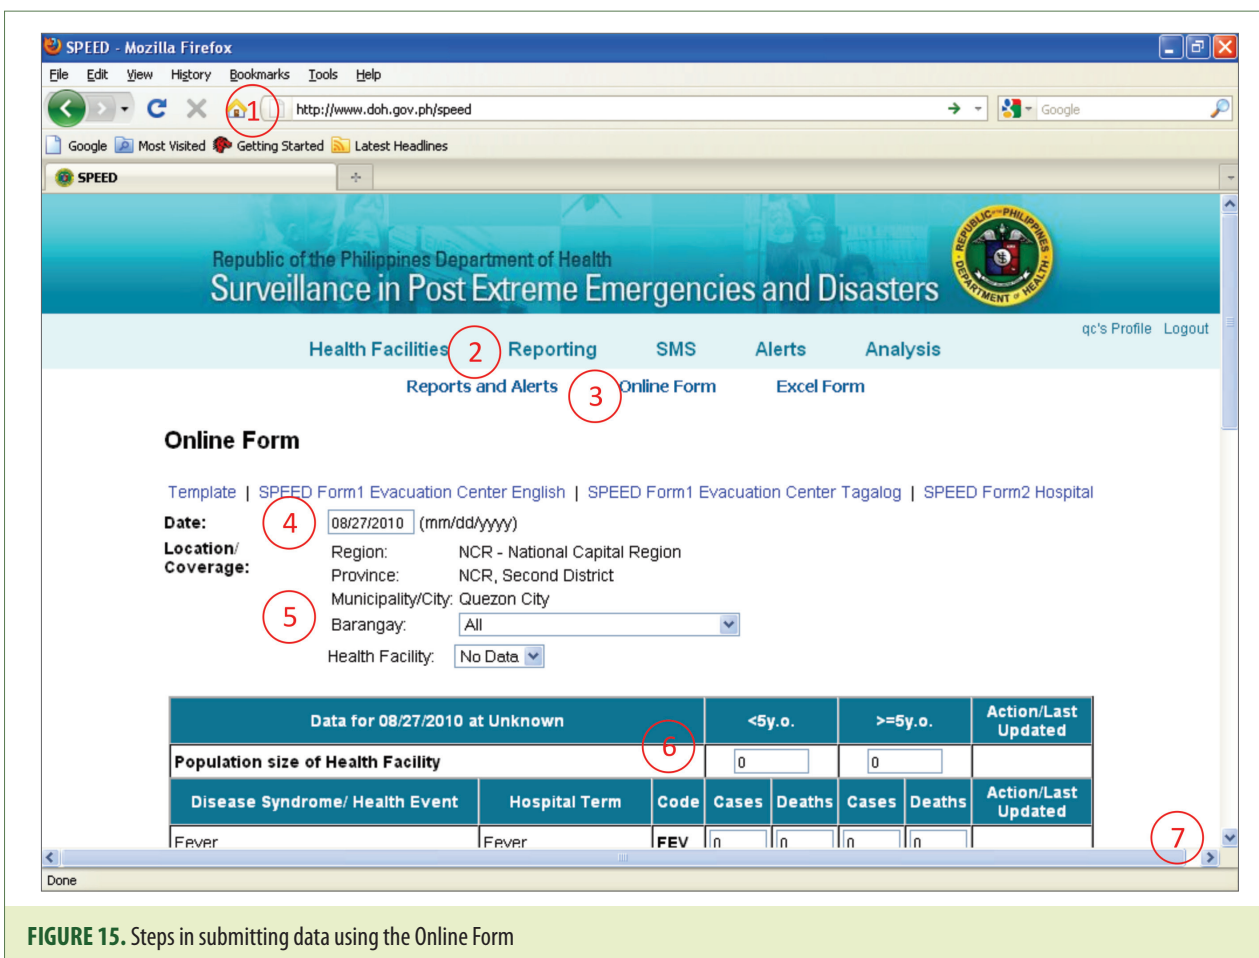 SPEED - Mozilla Firefox
File Edit View History Bookmarks Tools Help
1 http://www.doh.gov.ph/speed Google
Google Most Visited Getting Started Latest Headlines
SPEED
Republic of the Philippines Department of Health
Surveillance in Post Extreme Emergencies and Disasters
REPUBLIC PHILIPPINES DEPARTMENT OF HEALTH
qc's Profile Logout
Health Facilities 2 Reporting SMS Alerts Analysis
Reports and Alerts 3 Online Form Excel Form
Online Form
Template | SPEED Form1 Evacuation Center English | SPEED Form1 Evacuation Center Tagalog | SPEED Form2 Hospital
Date: 4 08/27/2010 (mm/dd/yyyy)
Location/ Coverage:
Region: NCR - National Capital Region
Province: NCR, Second District
Municipality/City: Quezon City
5 Barangay: All
Health Facility: No Data
Data for 08/27/2010 at Unknown <5y.o. >=5y.o. Action/Last Updated
Population size of Health Facility 6 0 0
Disease Syndrome/ Health Event Hospital Term Code Cases Deaths Cases Deaths Action/Last Updated
Fever Fever FEV 0 0 0 0
7
Done
FIGURE 15. Steps in submitting data using the Online Form